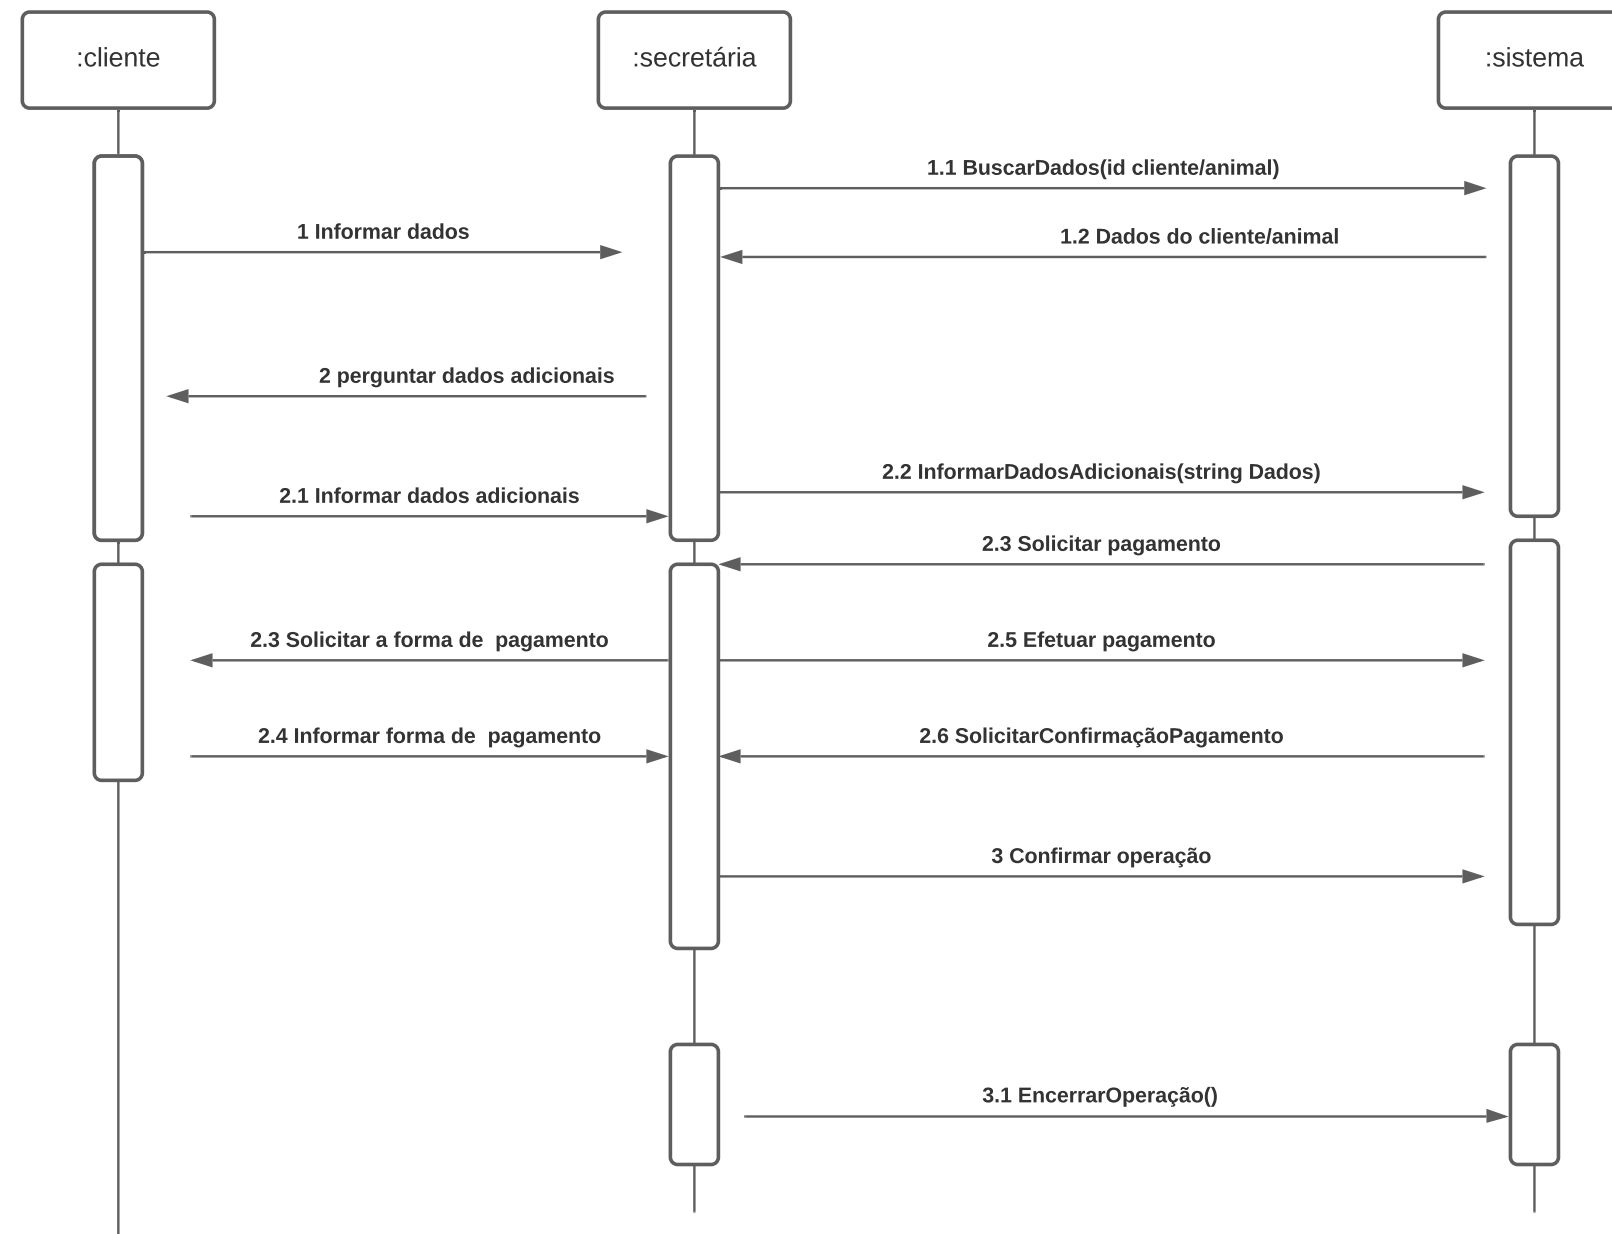 :cliente
:secretária
:sistema
1.1 BuscarDados(id cliente/animal)
1 Informar dados
1.2 Dados do cliente/animal
2 perguntar dados adicionais
2.2 InformarDadosAdicionais(string Dados)
2.1 Informar dados adicionais
2.3 Solicitar pagamento
2.3 Solicitar a forma de  pagamento
2.5 Efetuar pagamento
2.4 Informar forma de  pagamento
2.6 SolicitarConfirmaçãoPagamento
3 Confirmar operação
3.1 EncerrarOperação()